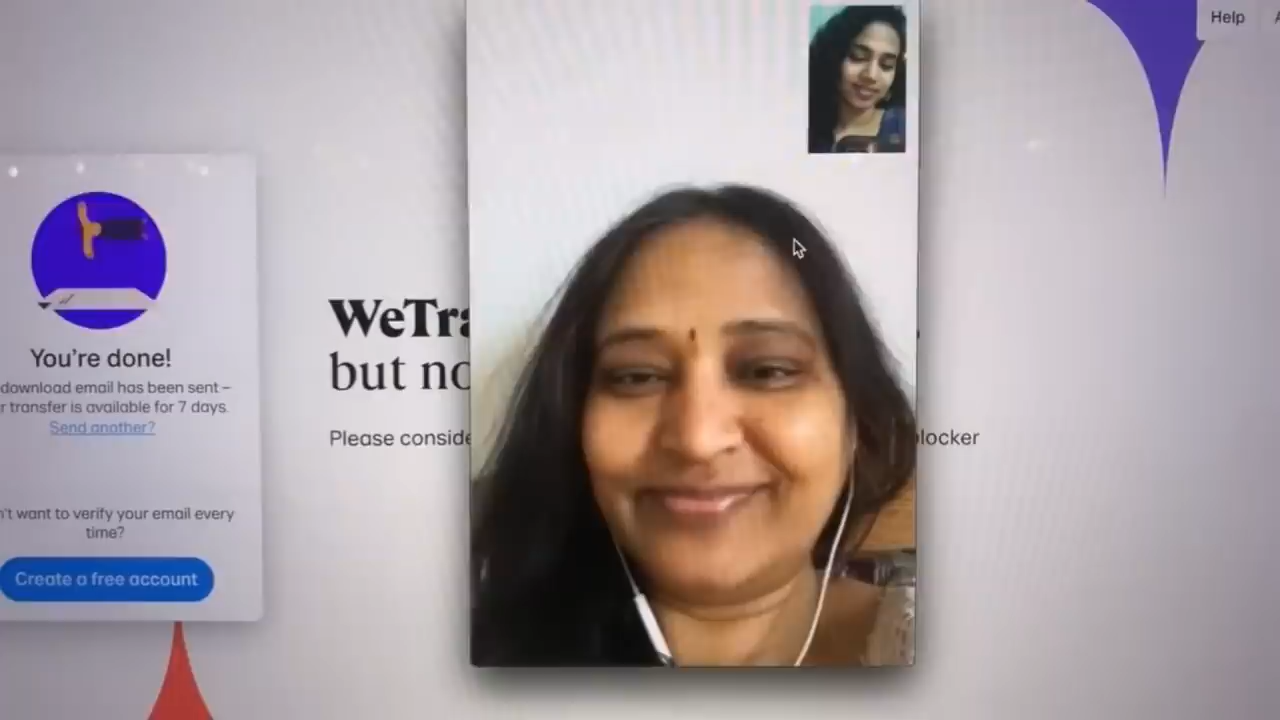 Help
You're done!
download email has been sent –
r transfer is available for 7 days.
Send another?
n't want to verify your email every
time?
Create a free account
WeTra
but no
Please conside
locker